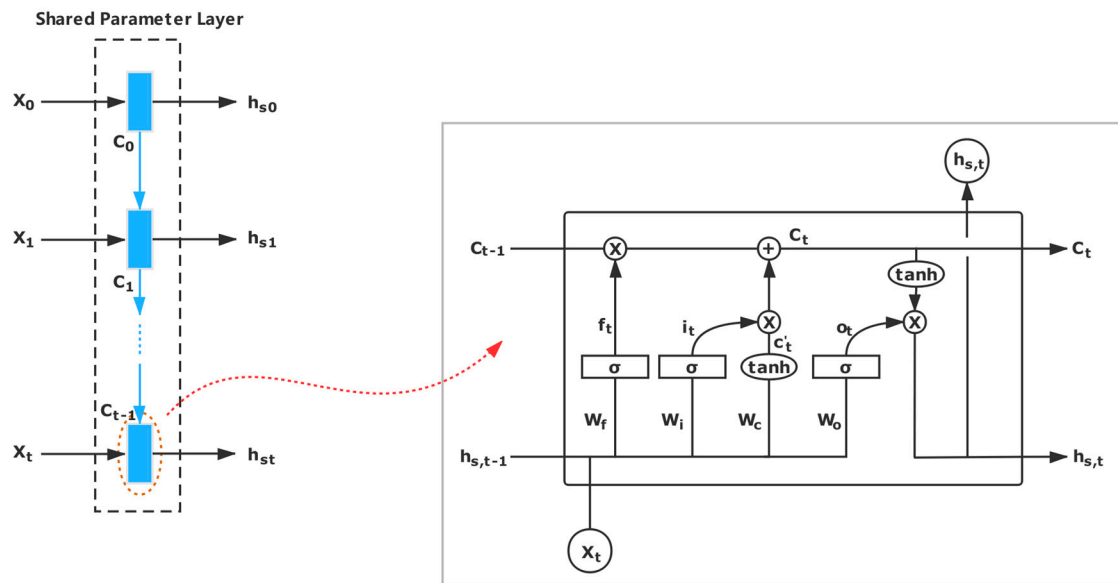 Shared Parameter Layer
X0 hs0
C0
X1 hs1
C1
Ct-1
Xt hst
hs,t
Ct-1 X + Ct Ct
tanh
ft it X ot X
c't
σ σ tanh σ
Wf Wi Wc Wo
hs,t-1 hs,t
Xt